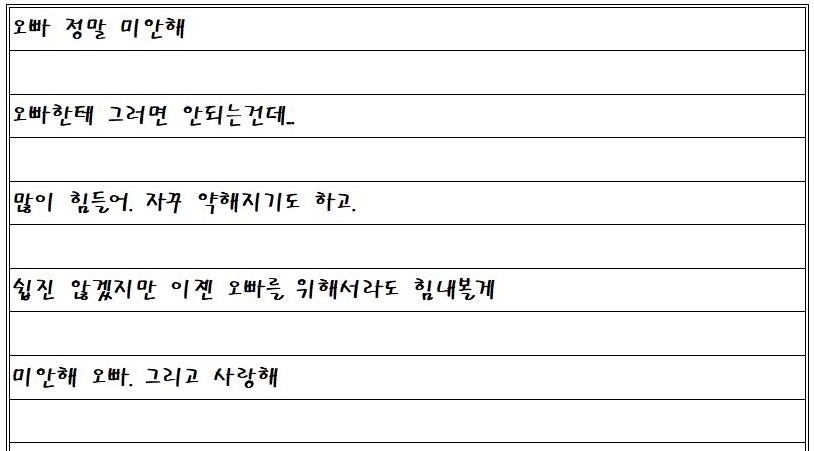 오빠 정말 미안해
오빠한테 그러면 안되는건데..
많이 힘들어. 자꾸 약해지기도 하고.
쉽진 않겠지만 이젠 오빠를 위해서라도 힘내볼게
미안해 오빠. 그리고 사랑해